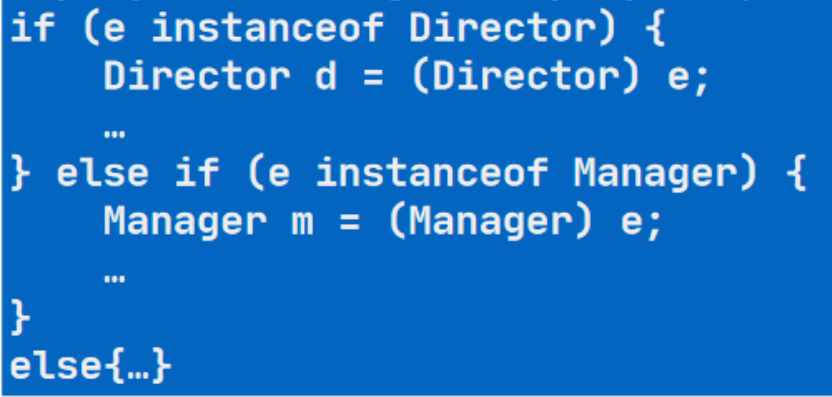 if (e instanceof Director) {
    Director d = (Director) e;
    …
} else if (e instanceof Manager) {
    Manager m = (Manager) e;
    …
}
else{…}